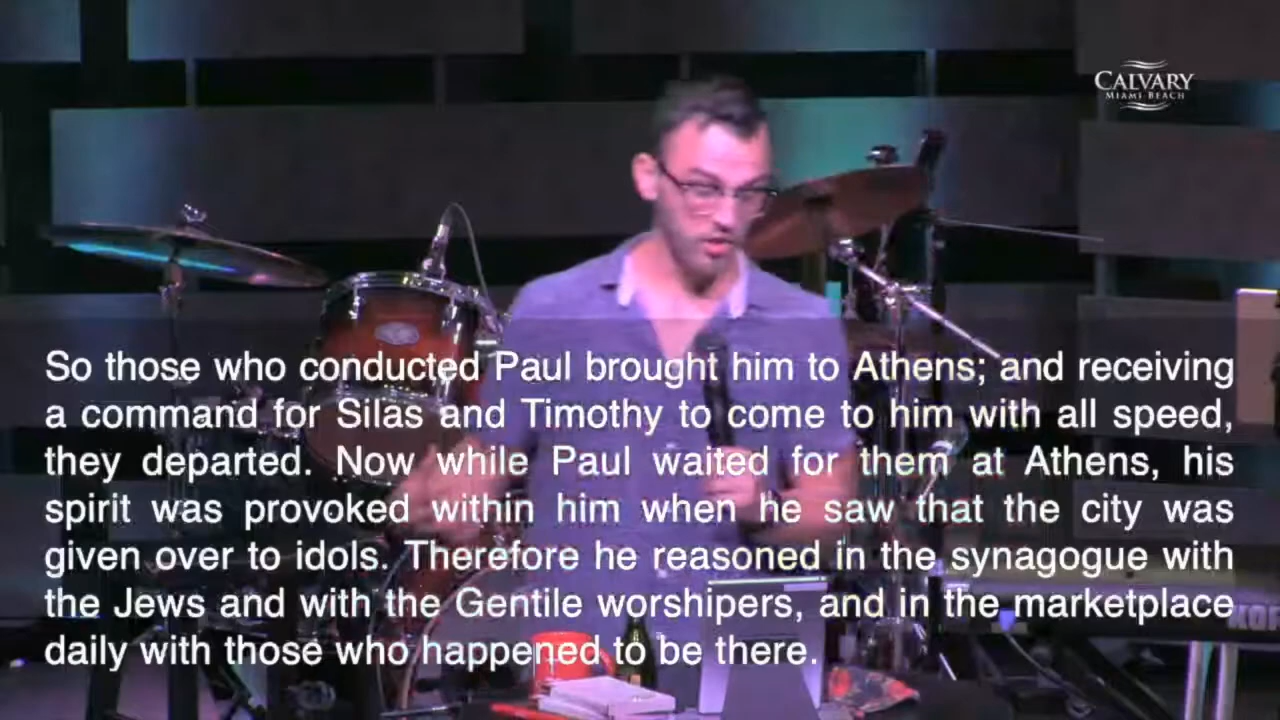 CALVARY
MIAMI BEACH
So those who conducted Paul brought him to Athens; and receiving
a command for Silas and Timothy to come to him with all speed,
they departed. Now while Paul waited for them at Athens, his
spirit was provoked within him when he saw that the city was
given over to idols. Therefore he reasoned in the synagogue with
the Jews and with the Gentile worshipers, and in the marketplace
daily with those who happened to be there.